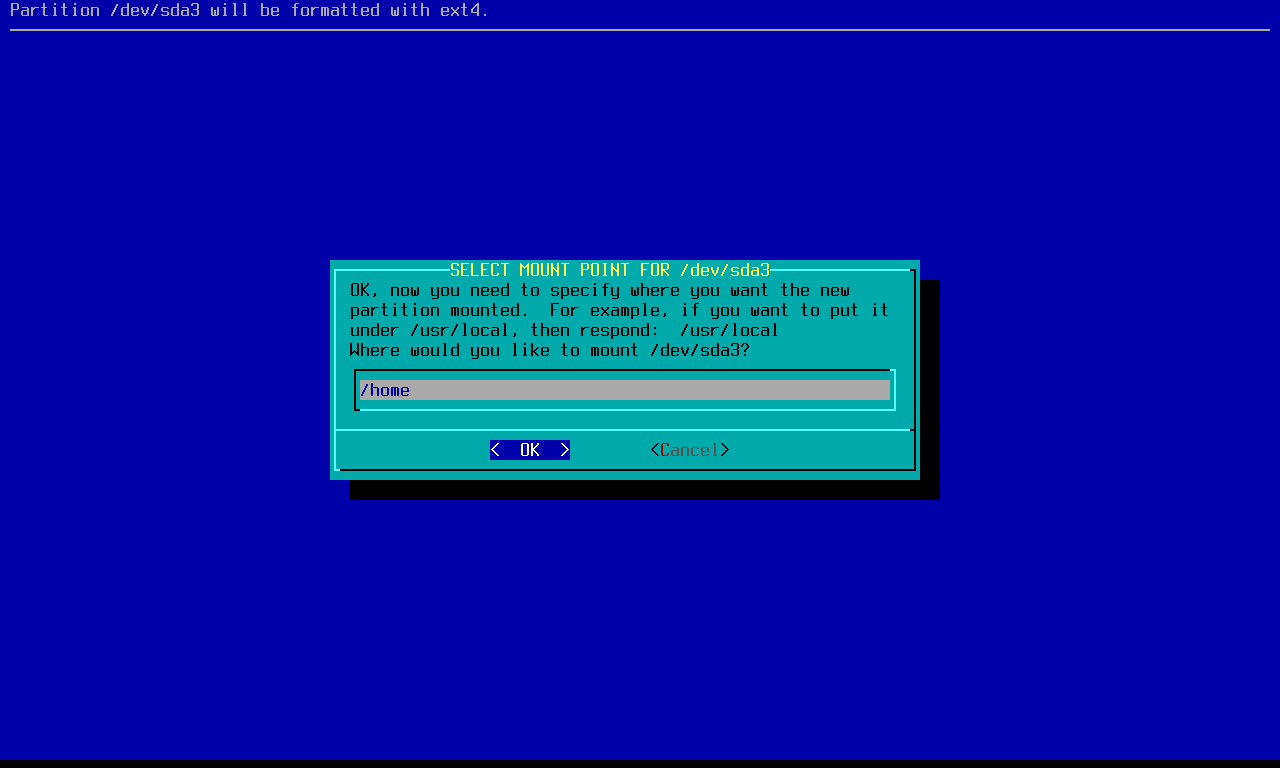 Partition /dev/sda3 will be formatted with ext4.
SELECT MOUNT POINT FOR /dev/sda3
OK, now you need to specify where you want the new
partition mounted.  For example, if you want to put it
under /usr/local, then respond:  /usr/local
Where would you like to mount /dev/sda3?
/home
<  OK  > <Cancel>